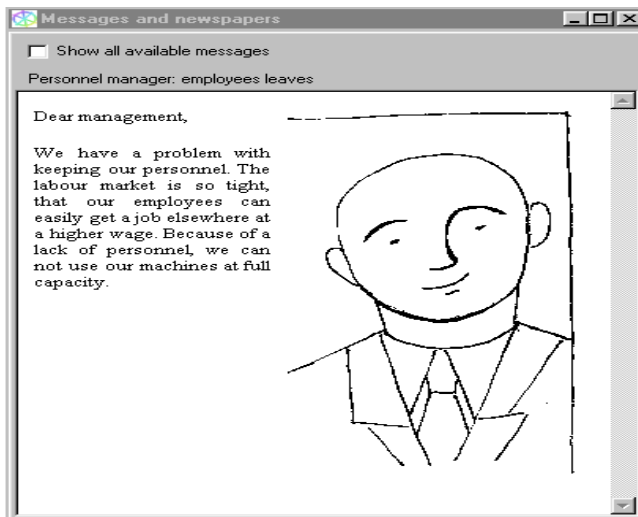 Messages and newspapers
Show all available messages
Personnel manager: employees leaves
Dear management,
We have a problem with
keeping our personnel. The
labour market is so tight,
that our employees can
easily get a job elsewhere at
a higher wage. Because of a
lack of personnel, we can
not use our machines at full
capacity.